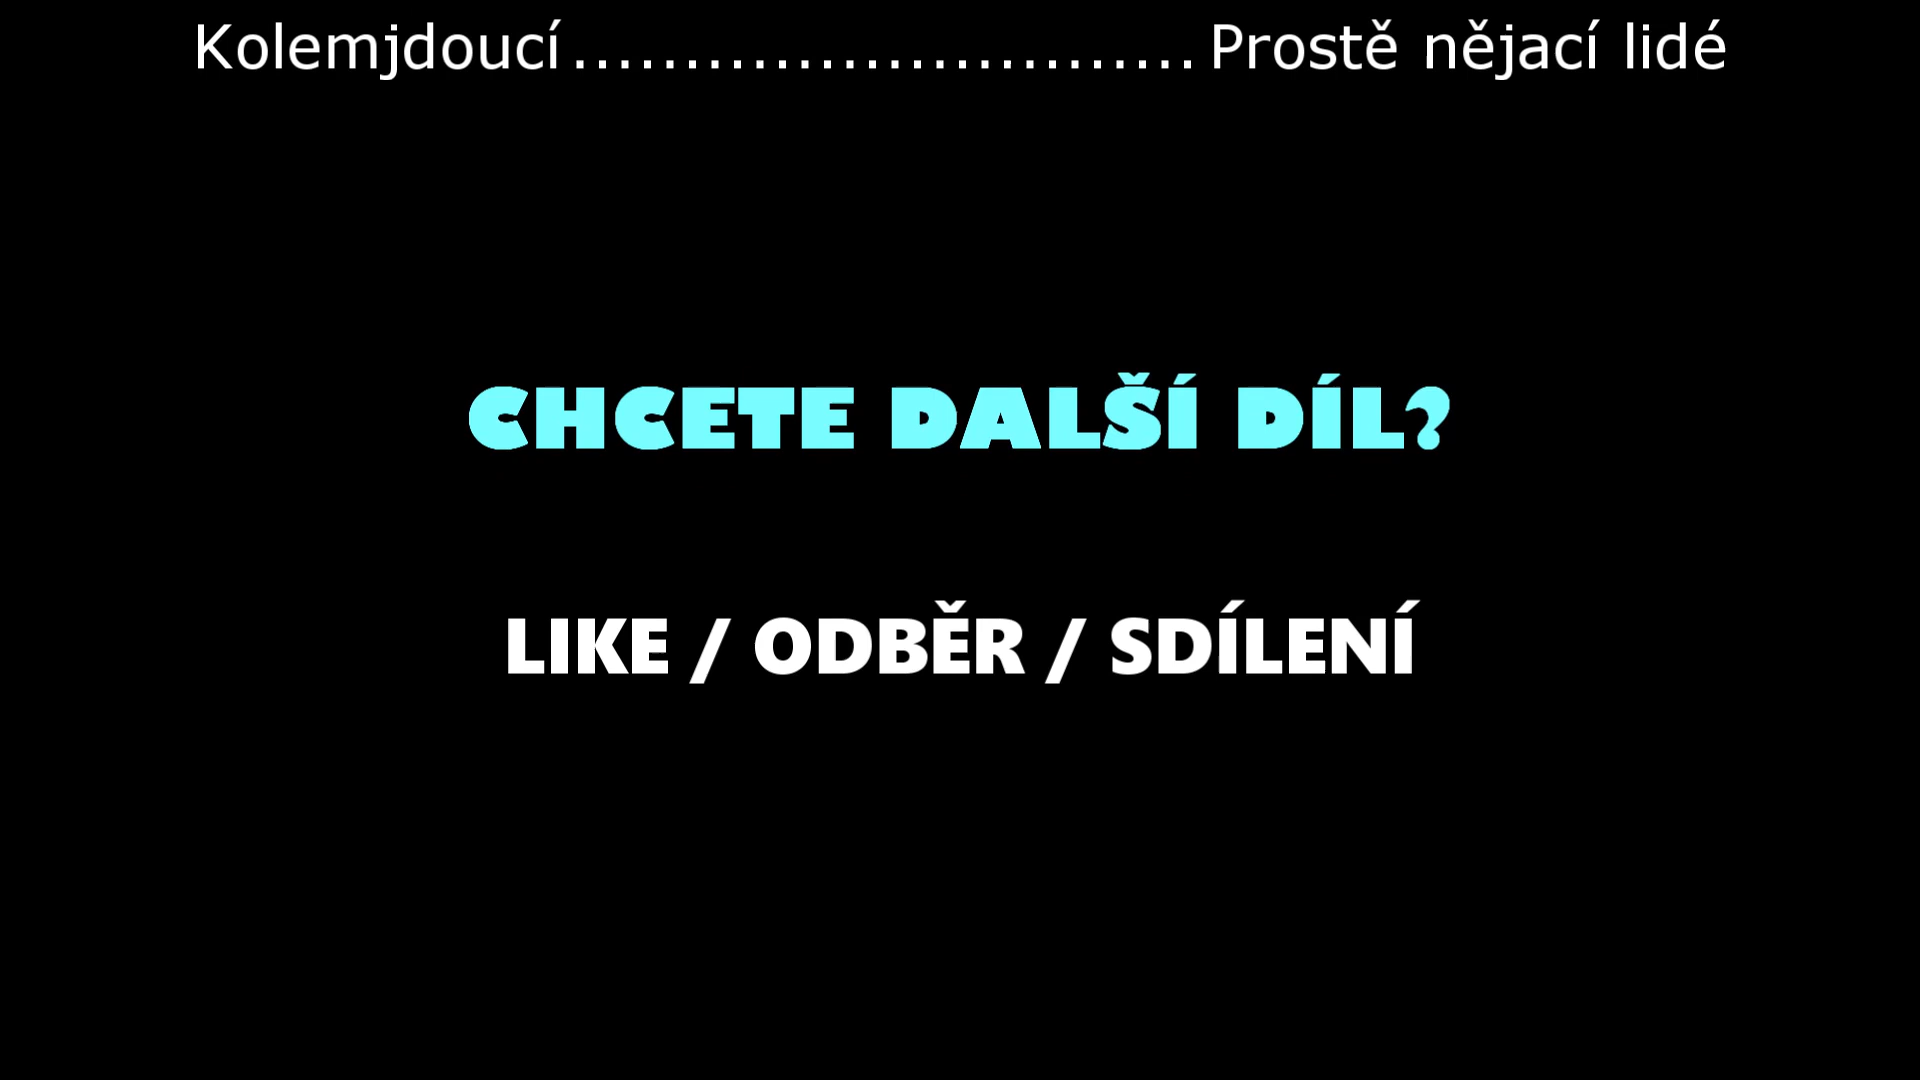 Kolemjdoucí............................Prostě nějací lidé
CHCETE DALŠÍ DÍL?
LIKE / ODBĚR / SDÍLENÍ